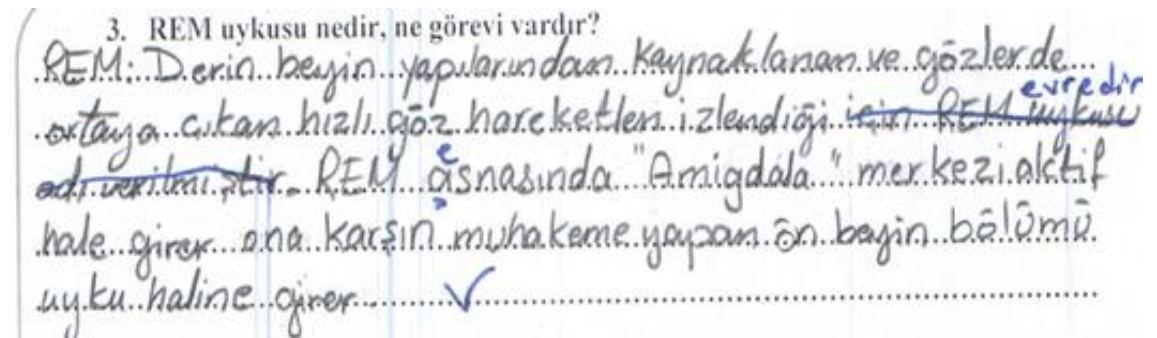 3. REM uykusu nedir, ne görevi vardır?
REM: Derin beyin yapılarından kaynaklanan ve gözlerde
evredir
ortaya çıkan hızlı göz hareketleri izlendiği için REM uykusu
adı verilmiştir. REM esnasında "Amigdala" merkezi aktif
hale girer ona karşın muhakeme yapan ön beyin bölümü
uyku haline girer.